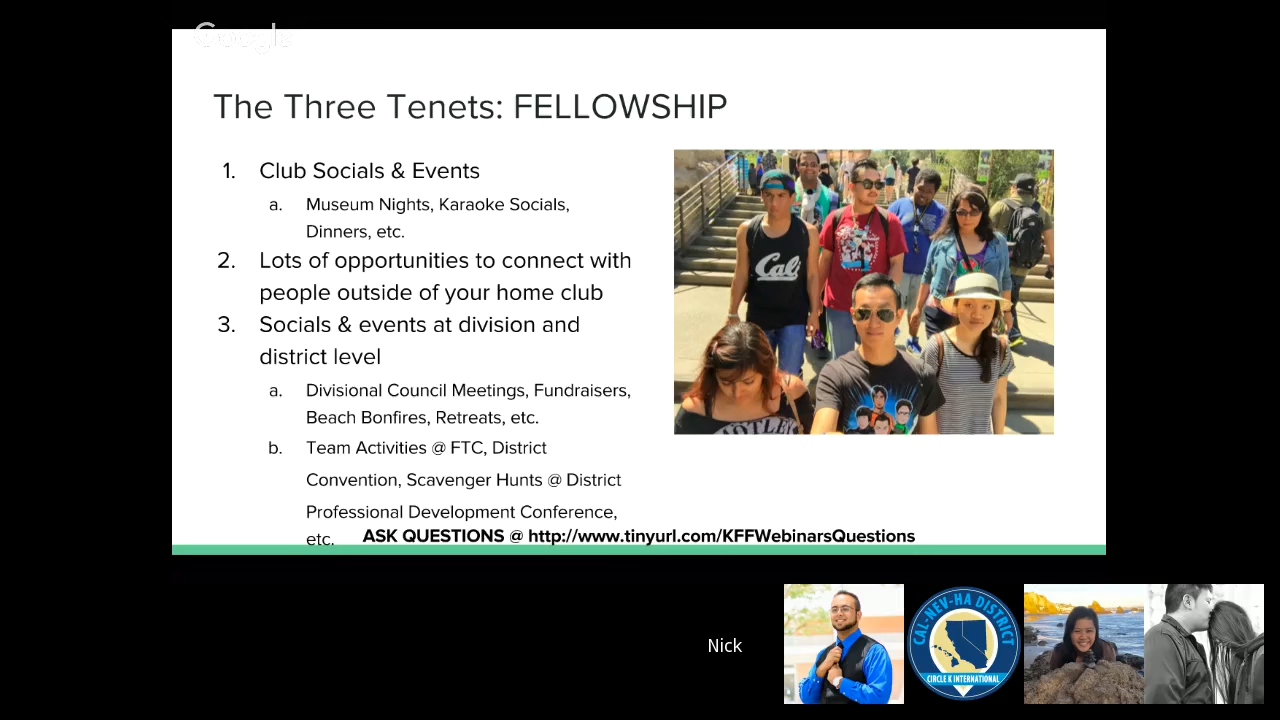 Google
The Three Tenets: FELLOWSHIP
1. Club Socials & Events
a. Museum Nights, Karaoke Socials,
Dinners, etc.
2. Lots of opportunities to connect with
people outside of your home club
3. Socials & events at division and
district level
a. Divisional Council Meetings, Fundraisers,
Beach Bonfires, Retreats, etc.
b. Team Activities @ FTC, District
Convention, Scavenger Hunts @ District
Professional Development Conference,
etc.
ASK QUESTIONS @ http://www.tinyurl.com/KFFWebinarsQuestions
Cal
Nick
CAL-NEV-HA DISTRICT
CIRCLE K INTERNATIONAL